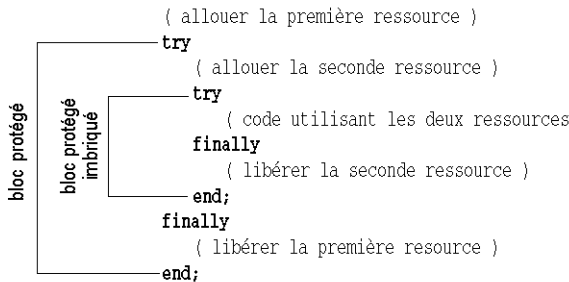 ( allouer la première ressource )
try
( allouer la seconde ressource )
try
( code utilisant les deux ressources
finally
( libérer la seconde ressource )
end;
finally
( libérer la première resource )
end;
bloc protégé
bloc protégé
imbriqué